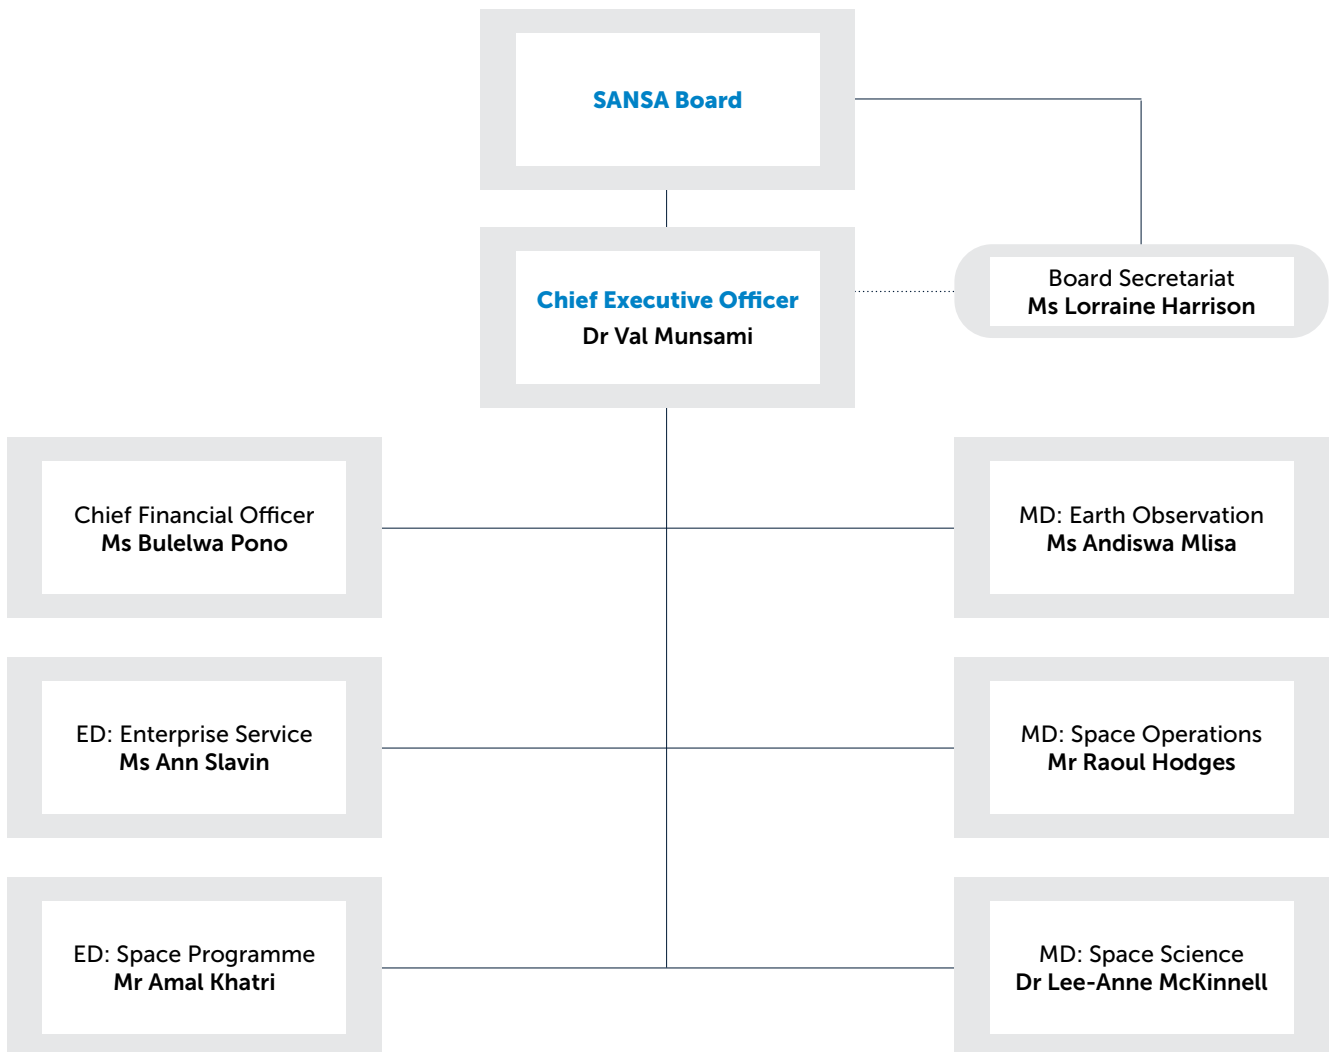 SANSA Board
Chief Executive Officer
Dr Val Munsami
Board Secretariat
Ms Lorraine Harrison
Chief Financial Officer
Ms Bulelwa Pono
MD: Earth Observation
Ms Andiswa Mlisa
ED: Enterprise Service
Ms Ann Slavin
MD: Space Operations
Mr Raoul Hodges
ED: Space Programme
Mr Amal Khatri
MD: Space Science
Dr Lee-Anne McKinnell